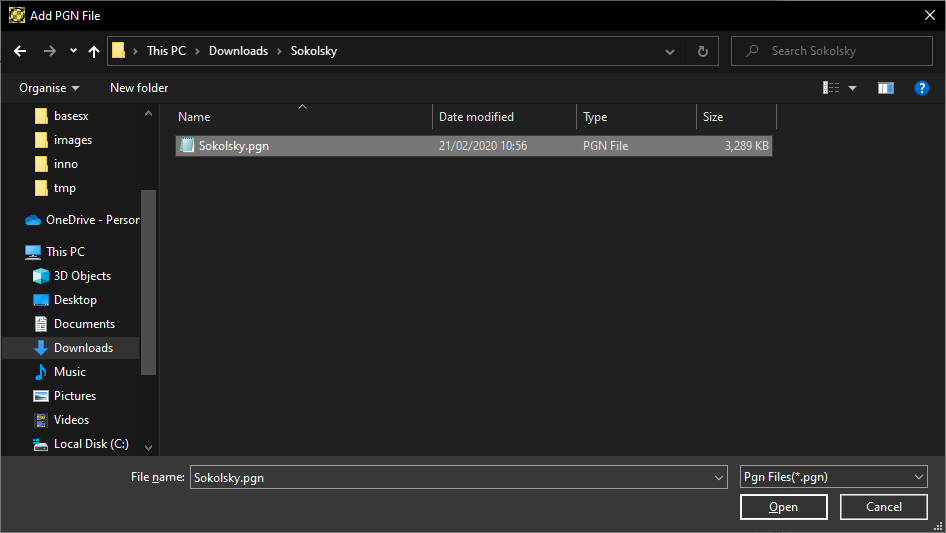 Add PGN File
This PC Downloads Sokolsky
Search Sokolsky
Organise New folder
basesx
images
inno
tmp
OneDrive - Person
This PC
3D Objects
Desktop
Documents
Downloads
Music
Pictures
Videos
Local Disk (C:)
Name Date modified Type Size
Sokolsky.pgn 21/02/2020 10:56 PGN File 3,289 KB
File name: Sokolsky.pgn Pgn Files(*.pgn)
Open Cancel